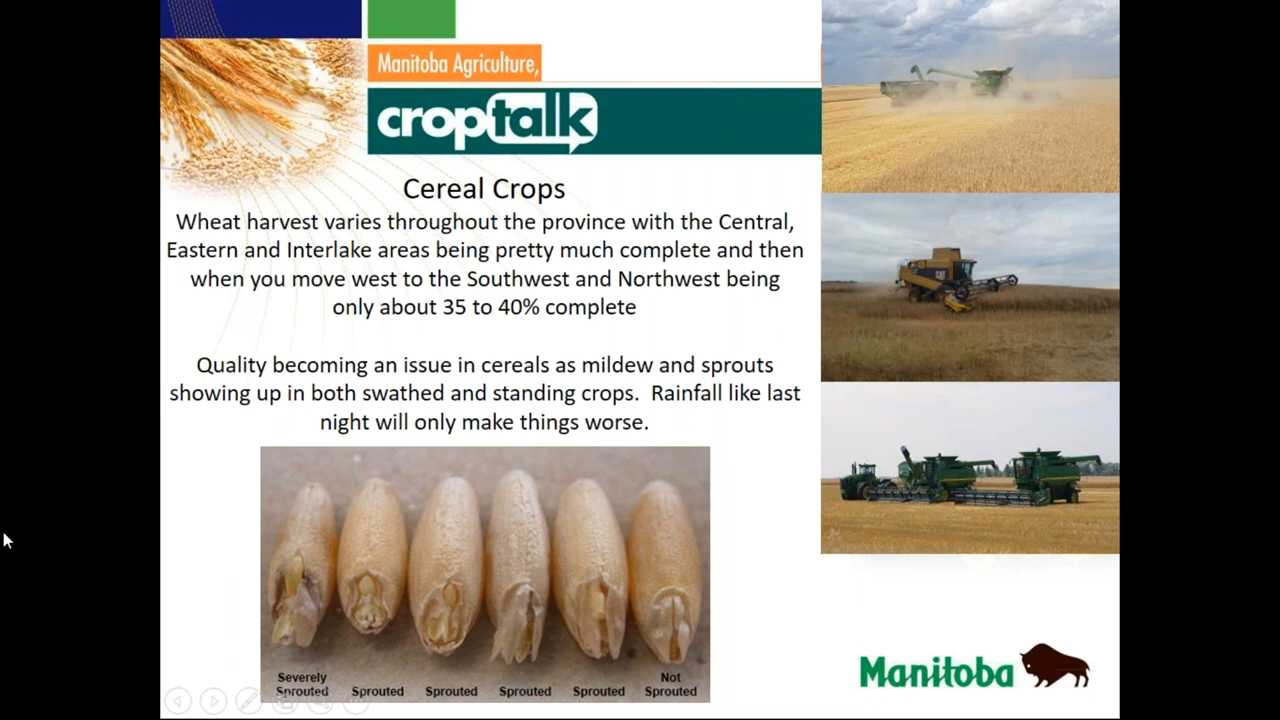 Manitoba Agriculture,
croptalk
Cereal Crops
Wheat harvest varies throughout the province with the Central,
Eastern and Interlake areas being pretty much complete and then
when you move west to the Southwest and Northwest being
only about 35 to 40% complete
Quality becoming an issue in cereals as mildew and sprouts
showing up in both swathed and standing crops.  Rainfall like last
night will only make things worse.
Severely Sprouted
Sprouted
Sprouted
Sprouted
Sprouted
Not Sprouted
CAT
Manitoba